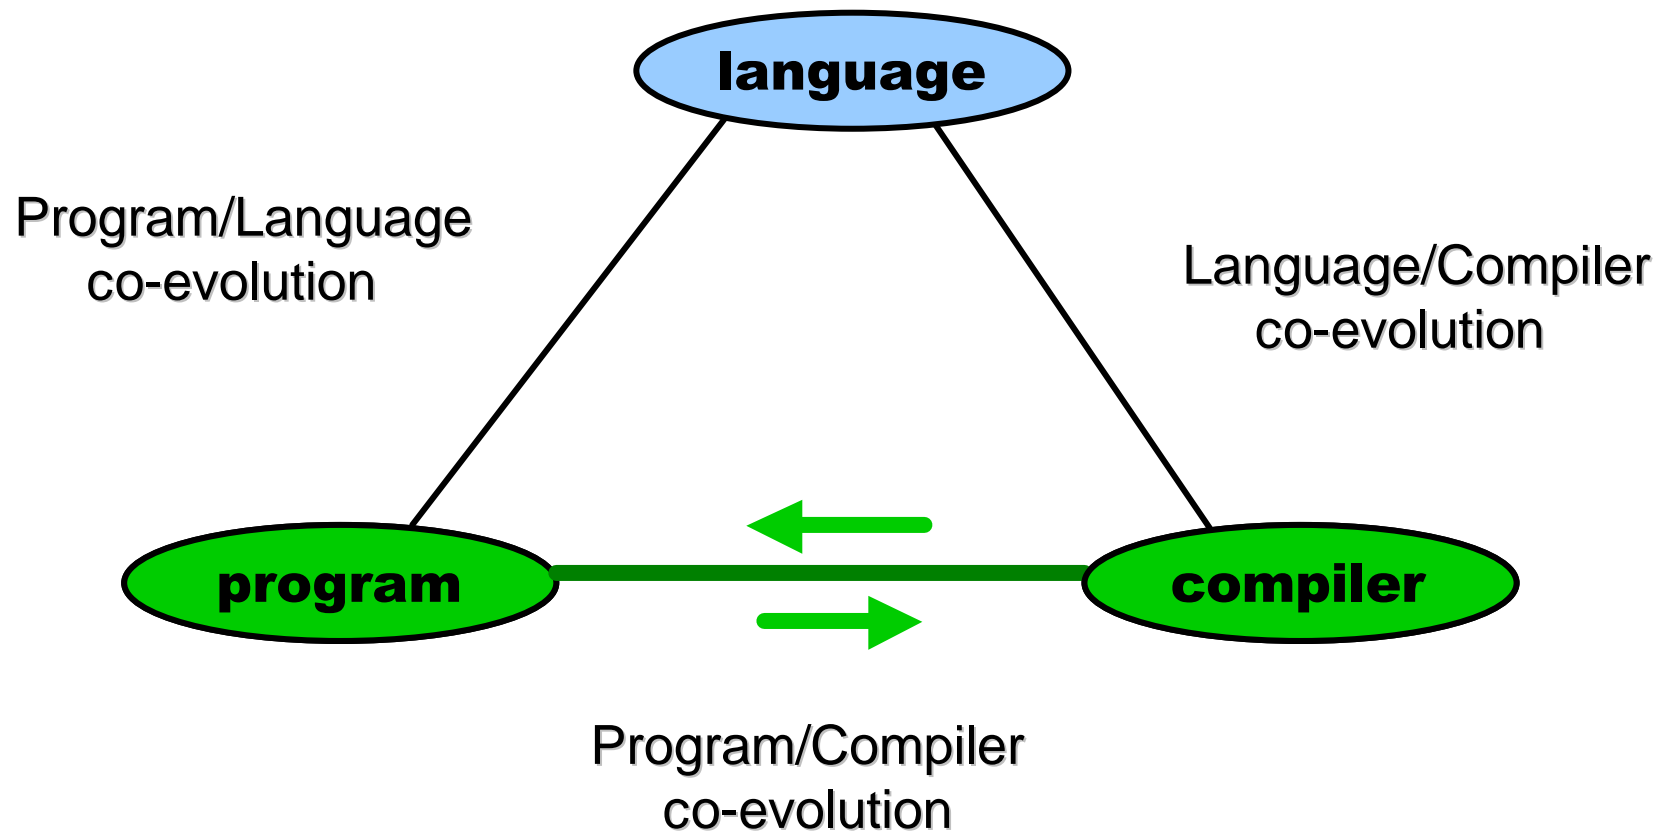 language
Program/Language
co-evolution
Language/Compiler
co-evolution
program
compiler
Program/Compiler
co-evolution